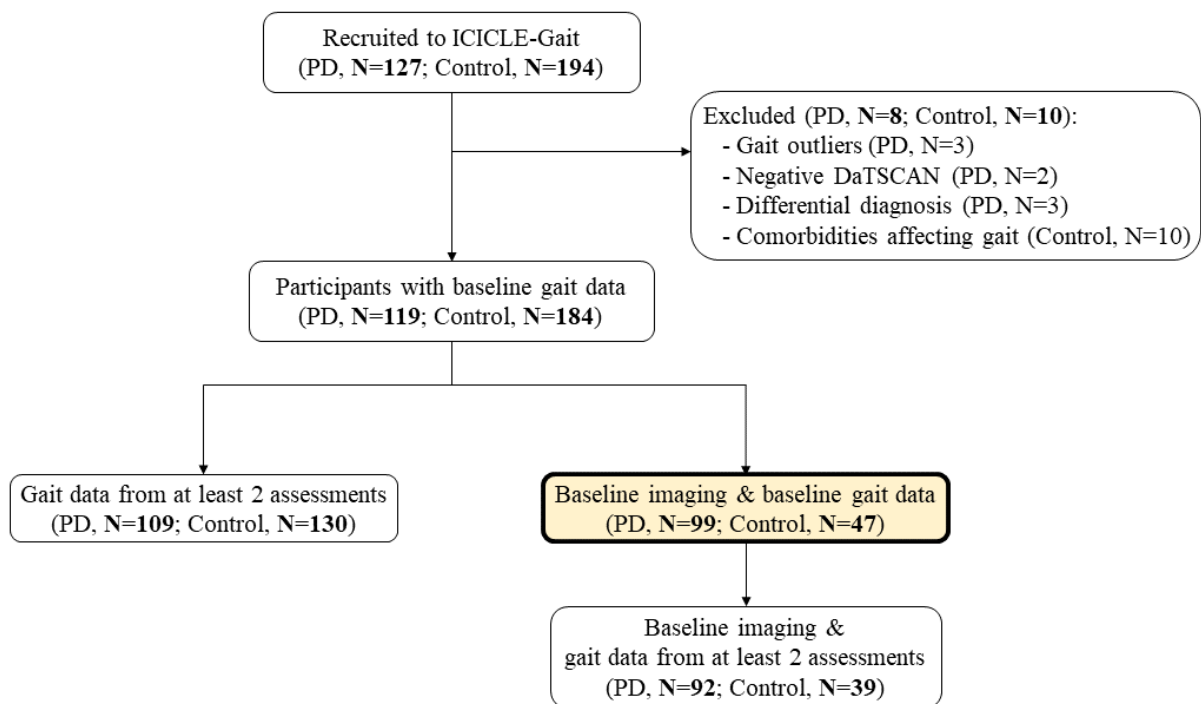 Recruited to ICICLE-Gait
(PD, N=127; Control, N=194)
Excluded (PD, N=8; Control, N=10):
- Gait outliers (PD, N=3)
- Negative DaTSCAN (PD, N=2)
- Differential diagnosis (PD, N=3)
- Comorbidities affecting gait (Control, N=10)
Participants with baseline gait data
(PD, N=119; Control, N=184)
Gait data from at least 2 assessments
(PD, N=109; Control, N=130)
Baseline imaging & baseline gait data
(PD, N=99; Control, N=47)
Baseline imaging &
gait data from at least 2 assessments
(PD, N=92; Control, N=39)